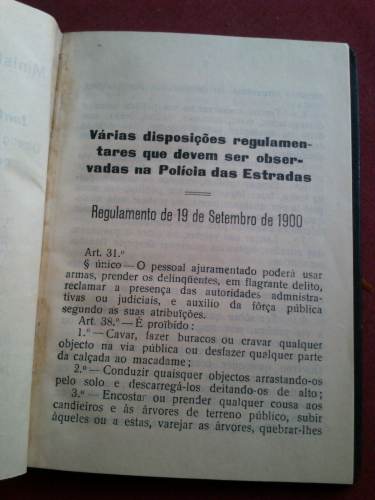 Minist
Várias disposições regulamen-
tares que devem ser obser-
vadas na Polícia das Estradas
Regulamento de 19 de Setembro de 1900
Art. 31.º
§ único — O pessoal ajuramentado poderá usar
armas, prender os delinqüentes, em flagrante delito,
reclamar a presença das autoridades admnistra-
tivas ou judiciais, e auxílio da fôrça pública
segundo as suas atribuïções.
Art. 38.º — É proïbido:
1.º — Cavar, fazer buracos ou cravar qualquer
objecto na via pública ou desfazer qualquer parte
da calçada ao macadame;
2.º — Conduzir quaisquer objectos arrastando-os
pelo solo e descarregá-los deitando-os de alto;
3.º — Encostar ou prender qualquer cousa aos
candieiros e às árvores de terreno público, subir
àqueles ou a estas, varejar as árvores, quebrar-lhes